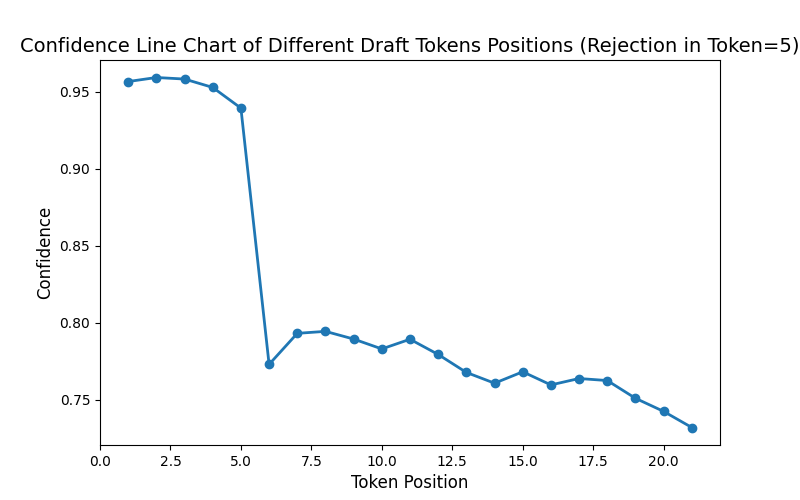 Confidence Line Chart of Different Draft Tokens Positions (Rejection in Token=5)
0.95
0.90
0.85
0.80
0.75
Confidence
0.0 2.5 5.0 7.5 10.0 12.5 15.0 17.5 20.0
Token Position